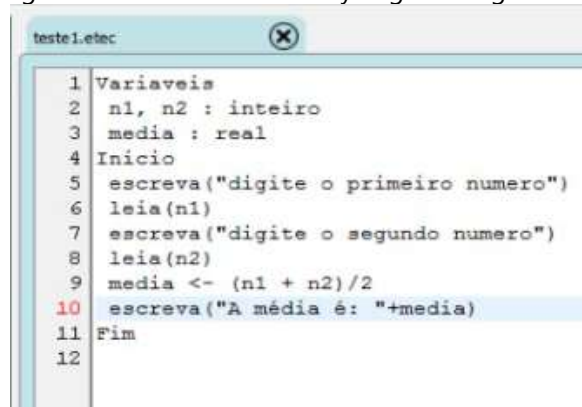 teste1.etec
1 Variaveis
2 n1, n2 : inteiro
3 media : real
4 Inicio
5 escreva("digite o primeiro numero")
6 leia(n1)
7 escreva("digite o segundo numero")
8 leia(n2)
9 media <- (n1 + n2)/2
10 escreva("A média é: "+media)
11 Fim
12